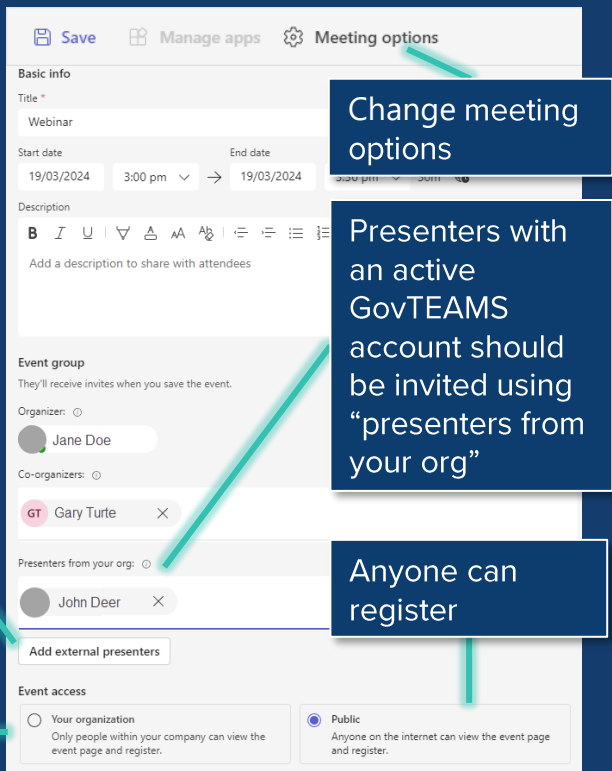 Save Manage apps Meeting options
Basic info
Title *
Webinar
Change meeting
options
Start date End date
19/03/2024 3:00 pm → 19/03/2024 3:30 pm 30m
Description
B I U
Add a description to share with attendees
Presenters with
an active
GovTEAMS
account should
be invited using
“presenters from
your org”
Event group
They'll receive invites when you save the event.
Organizer:
Jane Doe
Co-organizers:
GT Gary Turte
Presenters from your org:
John Deer
Anyone can
register
Add external presenters
Event access
Your organization
Only people within your company can view the
event page and register.
Public
Anyone on the internet can view the event page
and register.